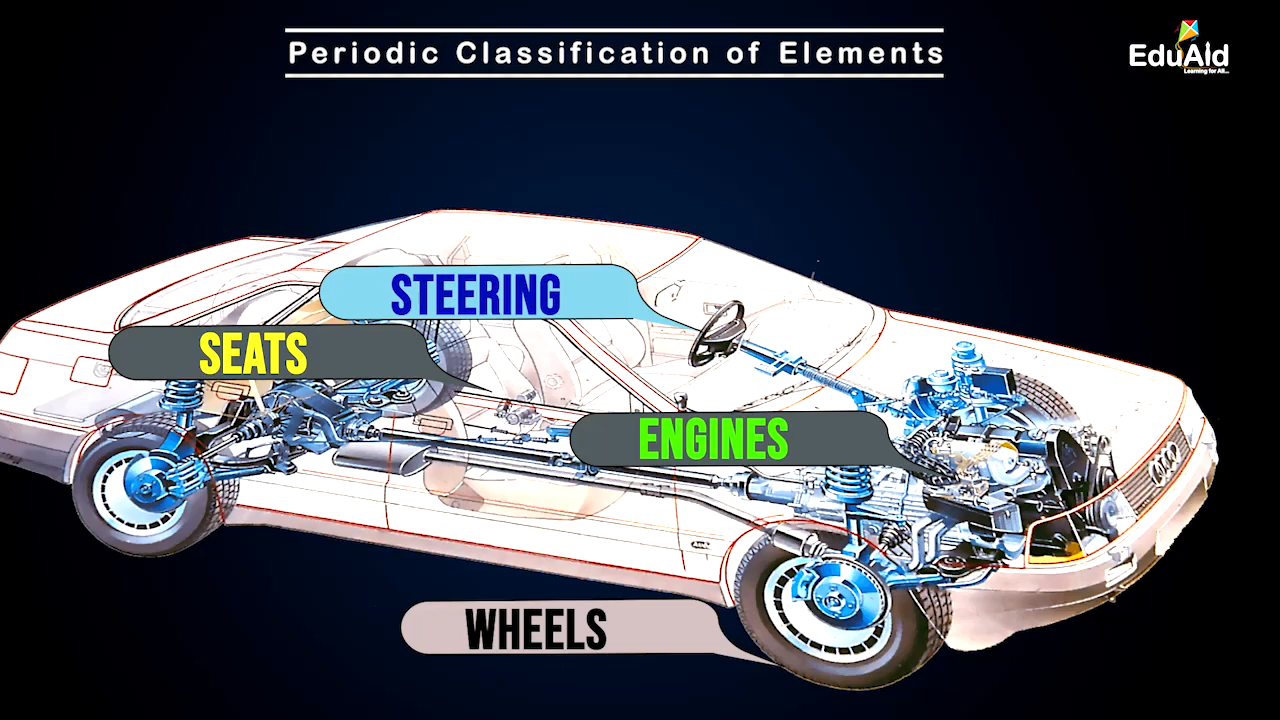 Periodic Classification of Elements
EduAid
Learning for All...
STEERING
SEATS
ENGINES
WHEELS